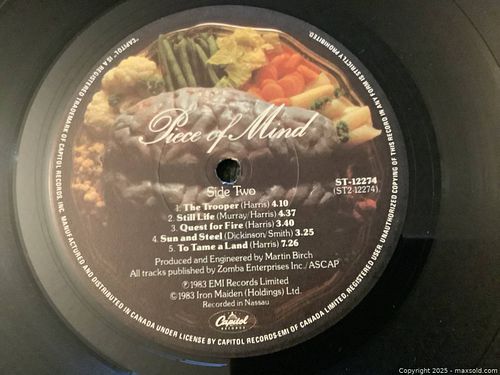 "CAPITOL" IS A REGISTERED TRADEMARK OF CAPITOL RECORDS, INC. MANUFACTURED AND DISTRIBUTED IN CANADA UNDER LICENSE BY CAPITOL RECORDS-EMI OF CANADA LIMITED, REGISTERED USER. UNAUTHORIZED COPYING OF THIS RECORD IN ANY FORM IS STRICTLY PROHIBITED.
Piece of Mind
Side Two
ST-12274
(ST2-12274)
1. The Trooper (Harris) 4.10
2. Still Life (Murray/Harris) 4.37
3. Quest for Fire (Harris) 3.40
4. Sun and Steel (Dickinson/Smith) 3.25
5. To Tame a Land (Harris) 7.26
Produced and Engineered by Martin Birch
All tracks published by Zomba Enterprises Inc./ASCAP
℗1983 EMI Records Limited
©1983 Iron Maiden (Holdings) Ltd.
Recorded in Nassau
Capitol
RECORDS
Copyright 2025 - maxsold.com